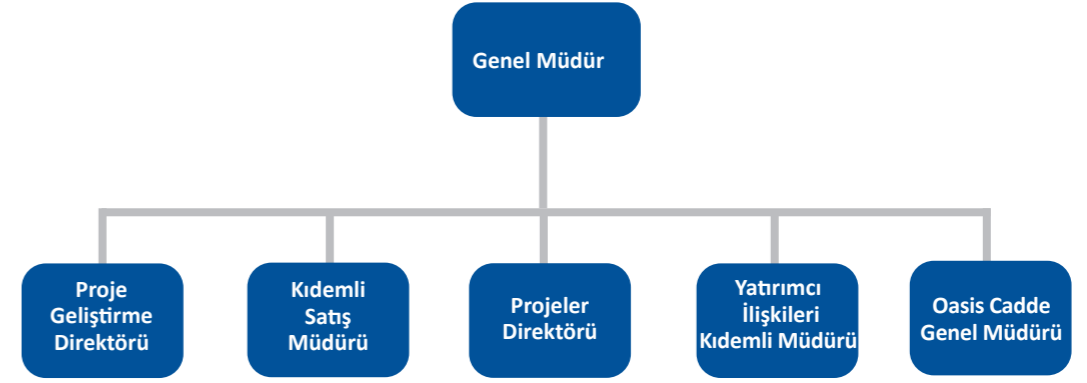 Genel Müdür
Proje
Geliştirme
Direktörü
Kıdemli
Satış
Müdürü
Projeler
Direktörü
Yatırımcı
İlişkileri
Kıdemli Müdürü
Oasis Cadde
Genel Müdürü